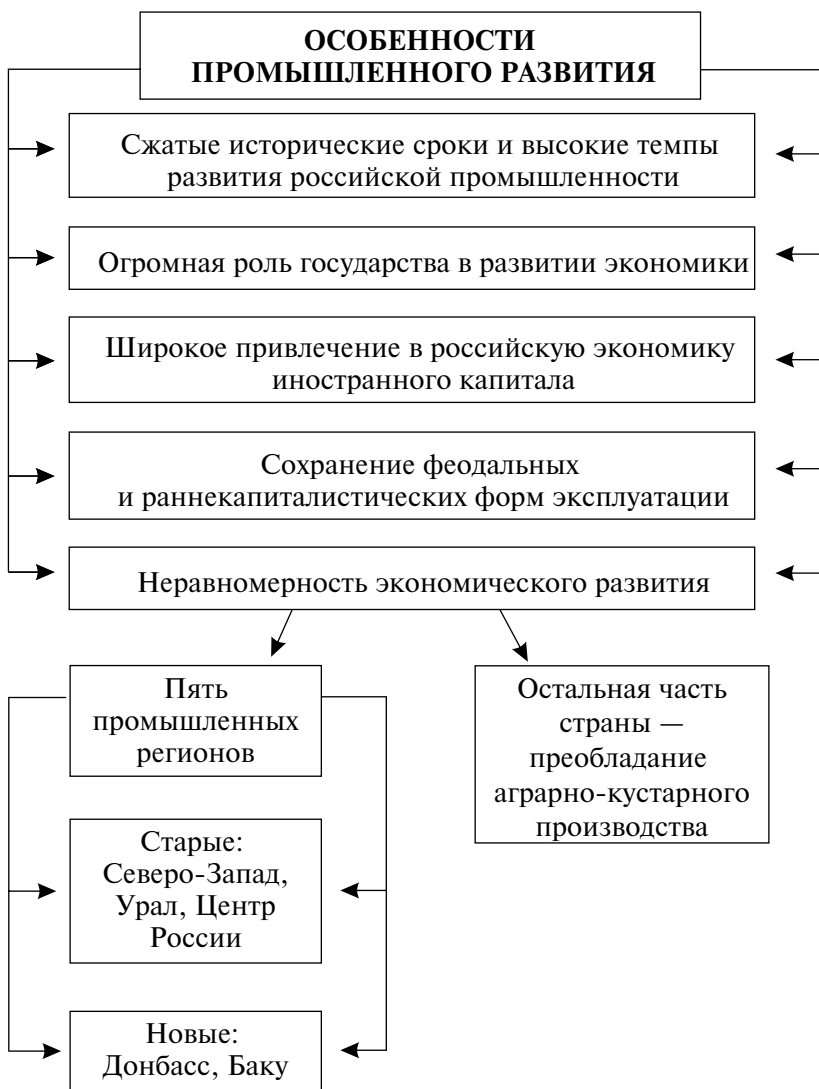 ОСОБЕННОСТИ
ПРОМЫШЛЕННОГО РАЗВИТИЯ
Сжатые исторические сроки и высокие темпы
развития российской промышленности
Огромная роль государства в развитии экономики
Широкое привлечение в российскую экономику
иностранного капитала
Сохранение феодальных
и раннекапиталистических форм эксплуатации
Неравномерность экономического развития
Пять
промышленных
регионов
Остальная часть
страны —
преобладание
аграрно-кустарного
производства
Старые:
Северо-Запад,
Урал, Центр
России
Новые:
Донбасс, Баку